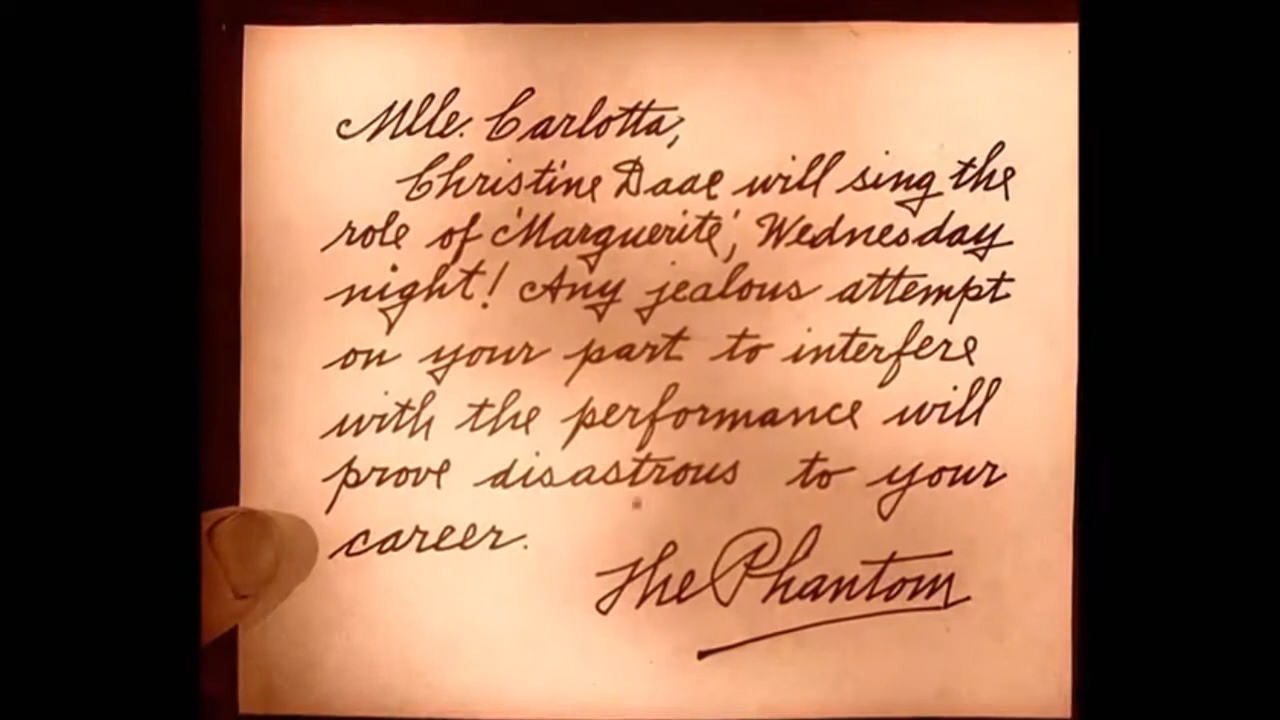 Mlle. Carlotta,
Christine Daae will sing the
role of 'Marguerite', Wednesday
night! Any jealous attempt
on your part to interfere
with the performance will
prove disastrous to your
career.
The Phantom